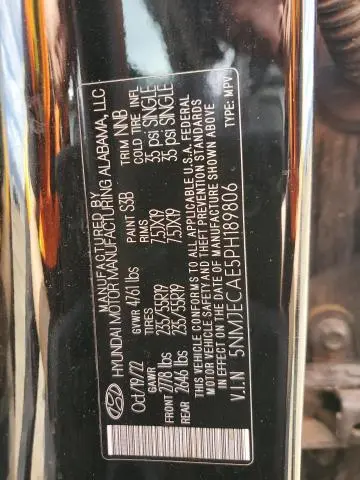 MANUFACTURED BY
HYUNDAI MOTOR MANUFACTURING ALABAMA, LLC
Oct/19/22 GVWR 4761 lbs PAINT S3B TRIM NNB
GAWR TIRES RIMS COLD TIRE INFL
FRONT 2778 lbs 235/55R19 7.5JX19 35 psi SINGLE
REAR 2646 lbs 235/55R19 7.5JX19 35 psi SINGLE
THIS VEHICLE CONFORMS TO ALL APPLICABLE U.S.A. FEDERAL
MOTOR VEHICLE SAFETY AND THEFT PREVENTION STANDARDS
IN EFFECT ON THE DATE OF MANUFACTURE SHOWN ABOVE
V.I.N 5NMJECAE5PH189806 TYPE: MPV